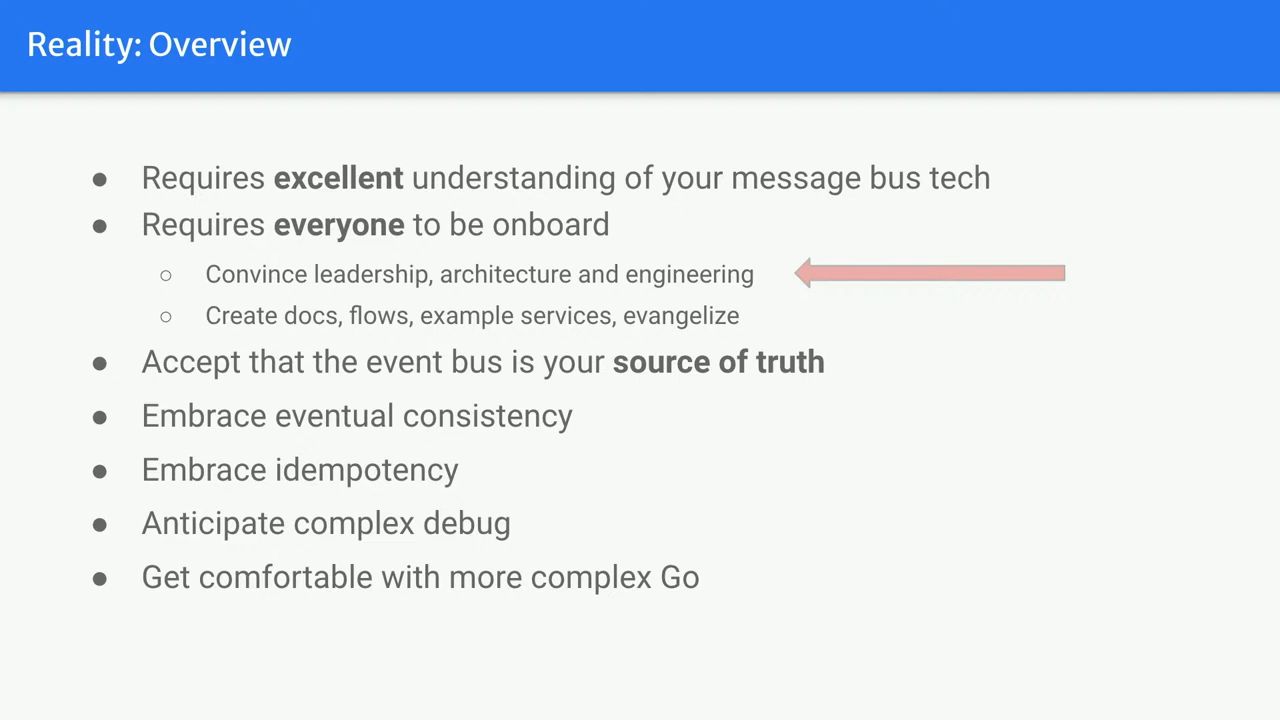 Reality: Overview
● Requires excellent understanding of your message bus tech
● Requires everyone to be onboard
○ Convince leadership, architecture and engineering
○ Create docs, flows, example services, evangelize
● Accept that the event bus is your source of truth
● Embrace eventual consistency
● Embrace idempotency
● Anticipate complex debug
● Get comfortable with more complex Go